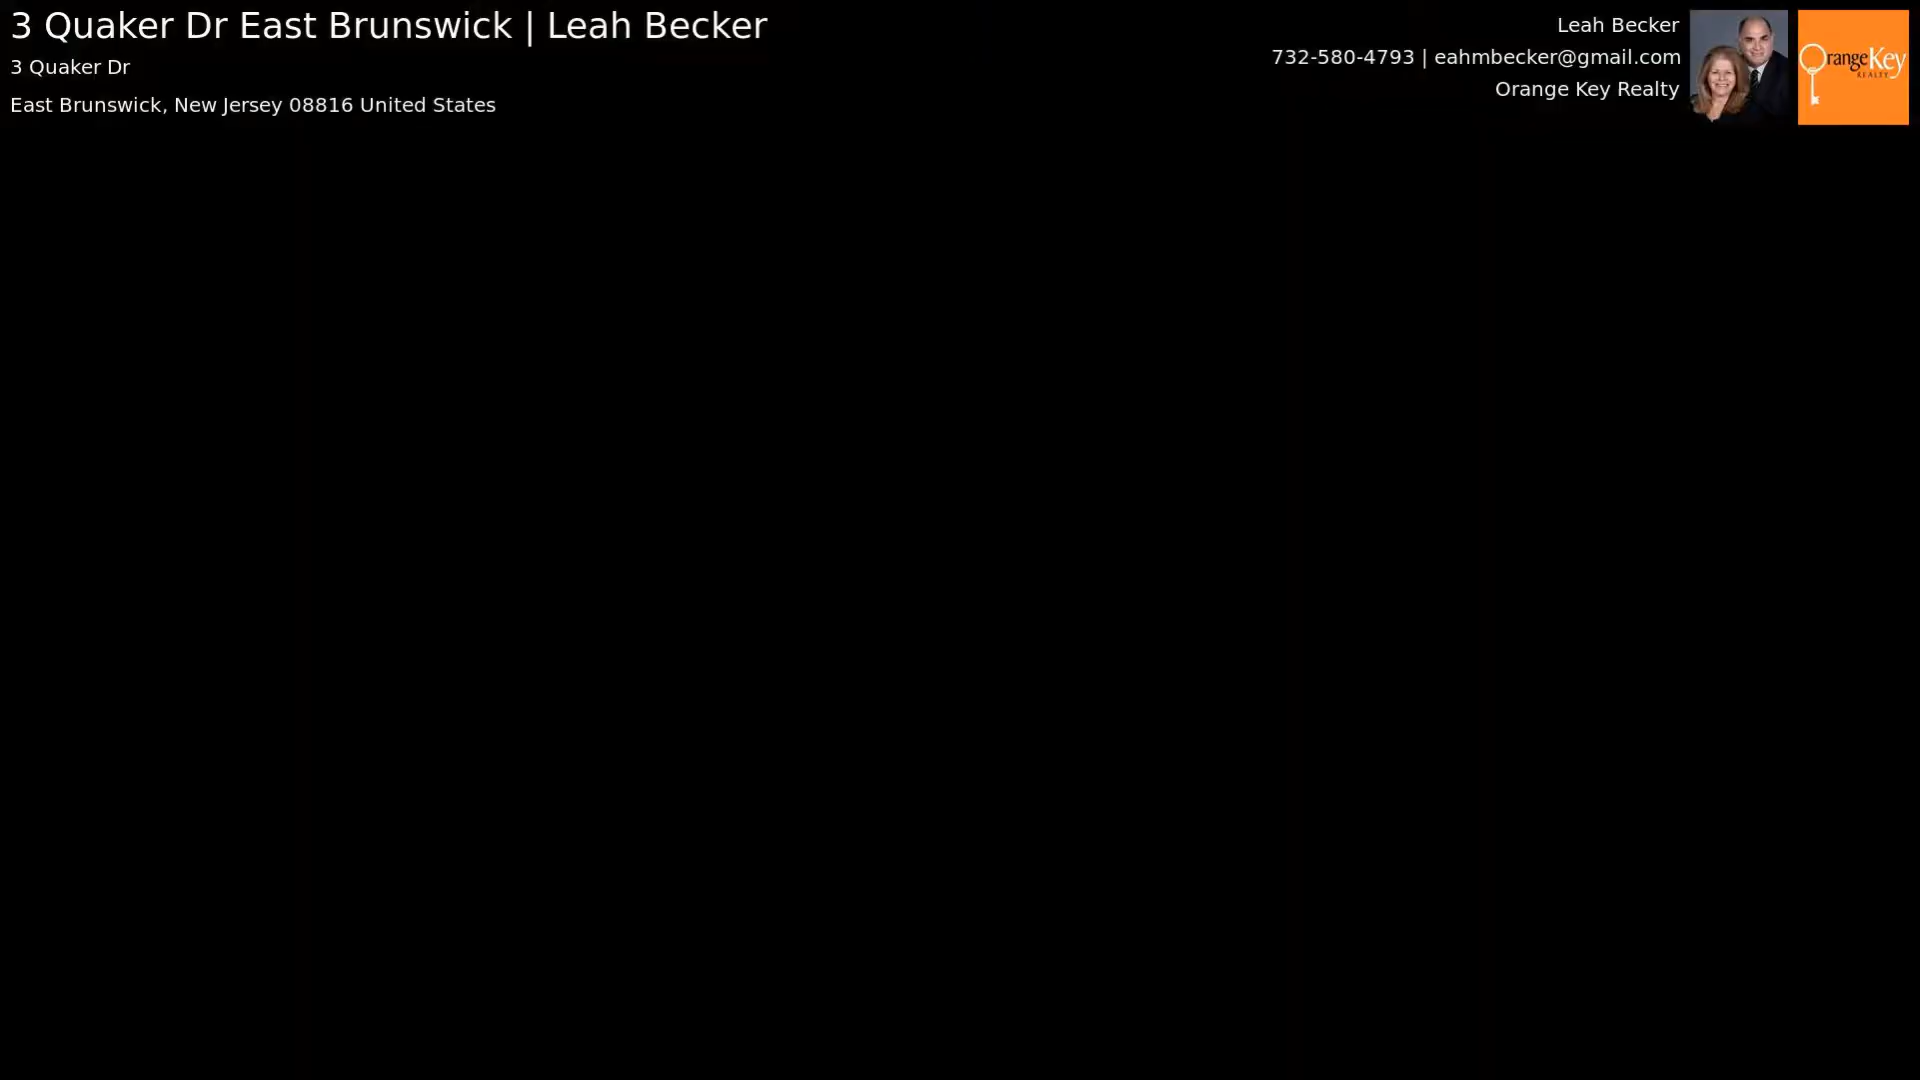 3 Quaker Dr East Brunswick | Leah Becker
3 Quaker Dr
East Brunswick, New Jersey 08816 United States
Leah Becker
732-580-4793 | eahmbecker@gmail.com
Orange Key Realty
OrangeKey
REALTY